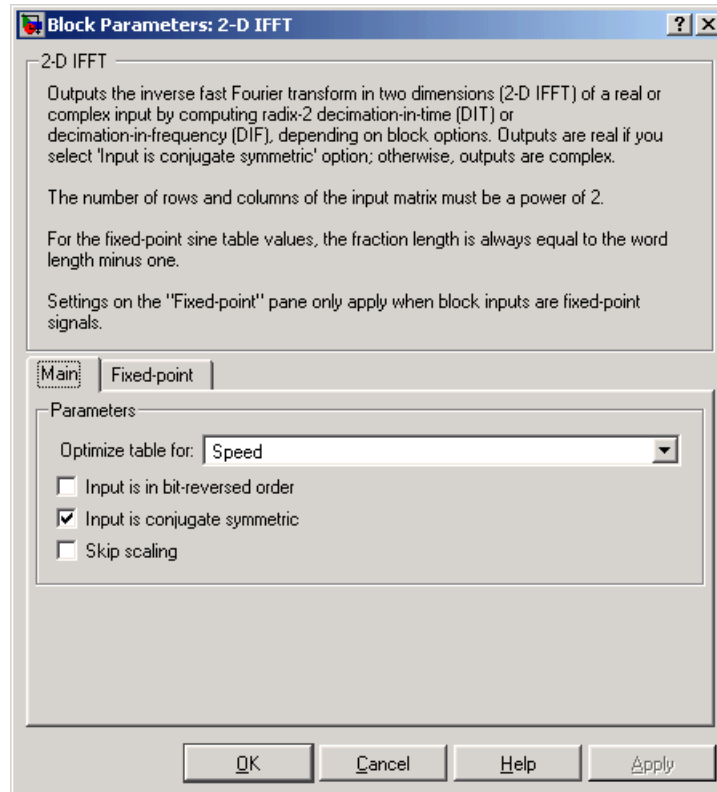 Block Parameters: 2-D IFFT
2-D IFFT
Outputs the inverse fast Fourier transform in two dimensions (2-D IFFT) of a real or
complex input by computing radix-2 decimation-in-time (DIT) or
decimation-in-frequency (DIF), depending on block options. Outputs are real if you
select 'Input is conjugate symmetric' option; otherwise, outputs are complex.
The number of rows and columns of the input matrix must be a power of 2.
For the fixed-point sine table values, the fraction length is always equal to the word
length minus one.
Settings on the "Fixed-point" pane only apply when block inputs are fixed-point
signals.
Main Fixed-point
Parameters
Optimize table for: Speed
Input is in bit-reversed order
Input is conjugate symmetric
Skip scaling
OK Cancel Help Apply